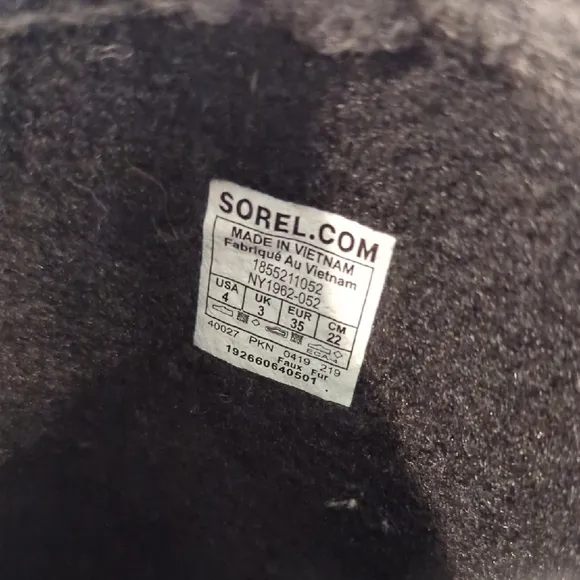 SOREL.COM
MADE IN VIETNAM
Fabriqué Au Vietnam
1855211052
NY1962-052
USA UK EUR CM
4 3 35 22
40027 PKN 0419 219
Faux Fur
192660640501